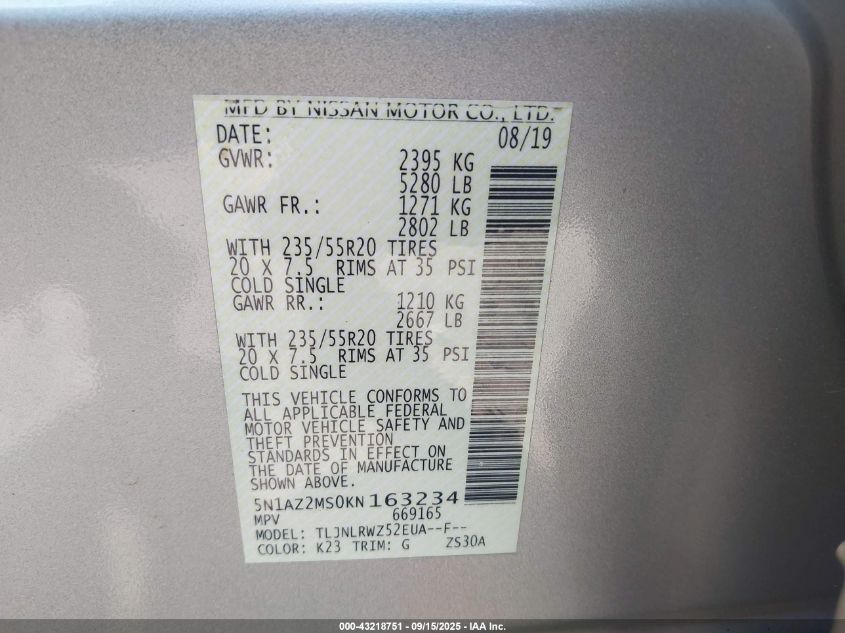 MFD BY NISSAN MOTOR CO., LTD.
DATE: 08/19
GVWR: 2395 KG
5280 LB
GAWR FR.: 1271 KG
2802 LB
WITH 235/55R20 TIRES
20 X 7.5 RIMS AT 35 PSI
COLD SINGLE
GAWR RR.: 1210 KG
2667 LB
WITH 235/55R20 TIRES
20 X 7.5 RIMS AT 35 PSI
COLD SINGLE
THIS VEHICLE CONFORMS TO
ALL APPLICABLE FEDERAL
MOTOR VEHICLE SAFETY AND
THEFT PREVENTION
STANDARDS IN EFFECT ON
THE DATE OF MANUFACTURE
SHOWN ABOVE.
5N1AZ2MS0KN163234
MPV 669165
MODEL: TLJNLRWZ52EUA--F--
COLOR: K23 TRIM: G ZS30A
000-43218751 - 09/15/2025 - IAA Inc.